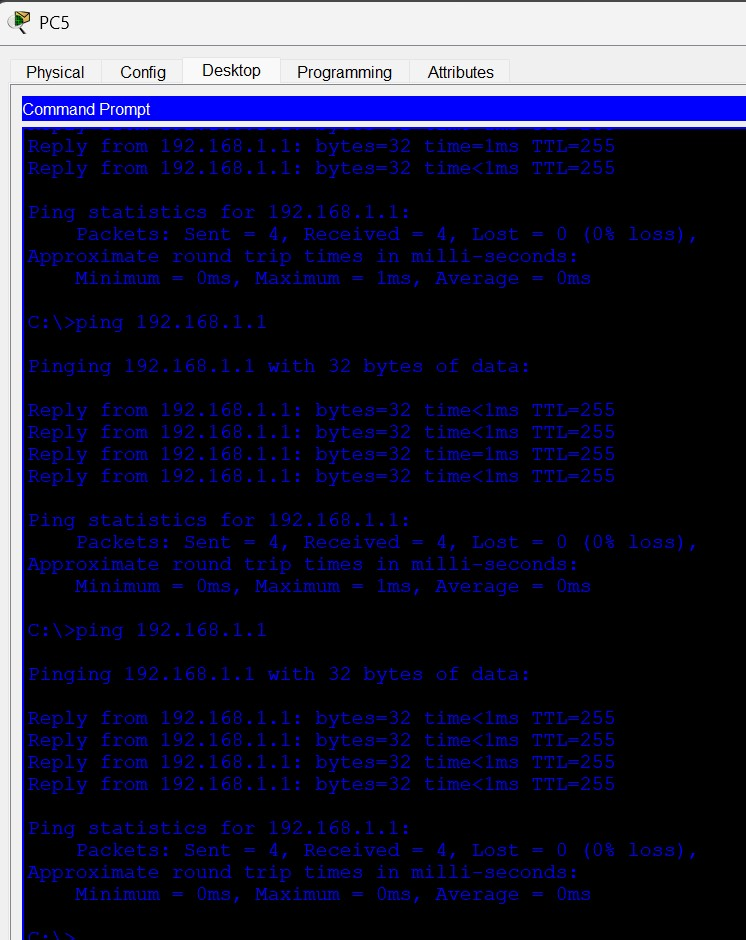 PC5
Physical Config Desktop Programming Attributes
Command Prompt
Reply from 192.168.1.1: bytes=32 time=1ms TTL=255
Reply from 192.168.1.1: bytes=32 time<1ms TTL=255
Ping statistics for 192.168.1.1:
Packets: Sent = 4, Received = 4, Lost = 0 (0% loss),
Approximate round trip times in milli-seconds:
Minimum = 0ms, Maximum = 1ms, Average = 0ms
C:\>ping 192.168.1.1
Pinging 192.168.1.1 with 32 bytes of data:
Reply from 192.168.1.1: bytes=32 time<1ms TTL=255
Reply from 192.168.1.1: bytes=32 time<1ms TTL=255
Reply from 192.168.1.1: bytes=32 time=1ms TTL=255
Reply from 192.168.1.1: bytes=32 time<1ms TTL=255
Ping statistics for 192.168.1.1:
Packets: Sent = 4, Received = 4, Lost = 0 (0% loss),
Approximate round trip times in milli-seconds:
Minimum = 0ms, Maximum = 1ms, Average = 0ms
C:\>ping 192.168.1.1
Pinging 192.168.1.1 with 32 bytes of data:
Reply from 192.168.1.1: bytes=32 time<1ms TTL=255
Reply from 192.168.1.1: bytes=32 time<1ms TTL=255
Reply from 192.168.1.1: bytes=32 time<1ms TTL=255
Reply from 192.168.1.1: bytes=32 time<1ms TTL=255
Ping statistics for 192.168.1.1:
Packets: Sent = 4, Received = 4, Lost = 0 (0% loss),
Approximate round trip times in milli-seconds:
Minimum = 0ms, Maximum = 0ms, Average = 0ms
C:\>